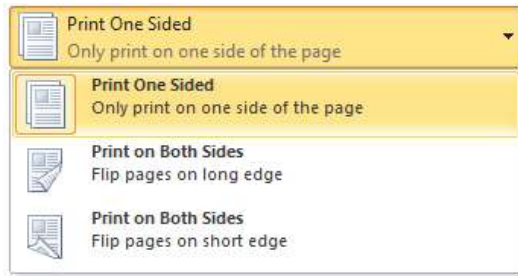 Print One Sided
Only print on one side of the page
Print One Sided
Only print on one side of the page
Print on Both Sides
Flip pages on long edge
Print on Both Sides
Flip pages on short edge